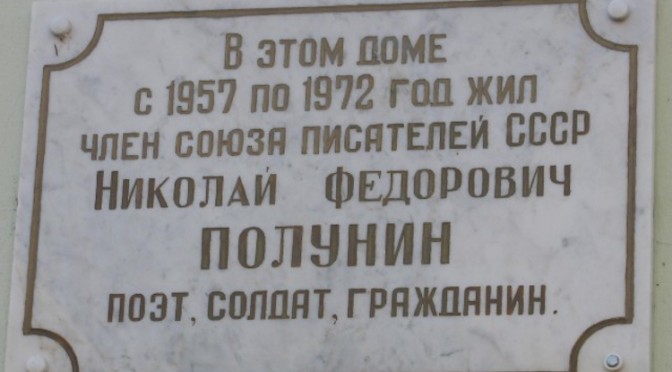 В ЭТОМ ДОМЕ
С 1957 ПО 1972 ГОД ЖИЛ
ЧЛЕН СОЮЗА ПИСАТЕЛЕЙ СССР
НИКОЛАЙ ФЕДОРОВИЧ
ПОЛУНИН
ПОЭТ, СОЛДАТ, ГРАЖДАНИН.